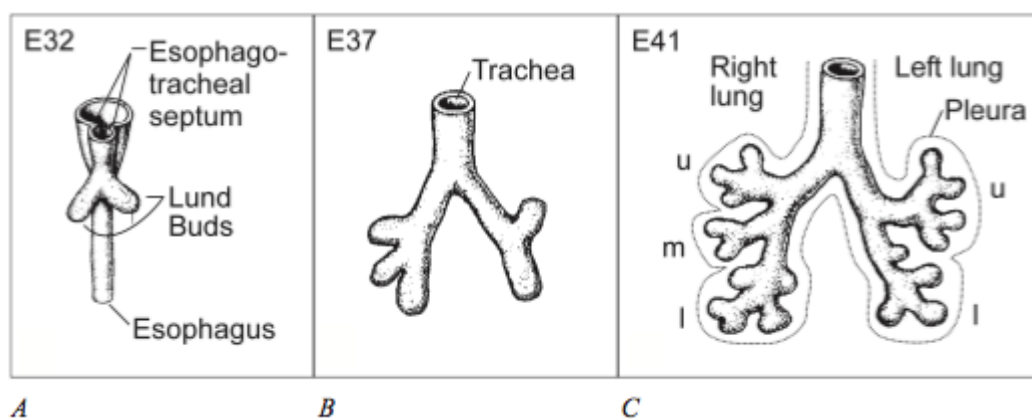 E32
Esophago-
tracheal
septum
Lund
Buds
Esophagus
E37
Trachea
E41
Right
lung
Left lung
Pleura
u
u
m
l
l
A
B
C